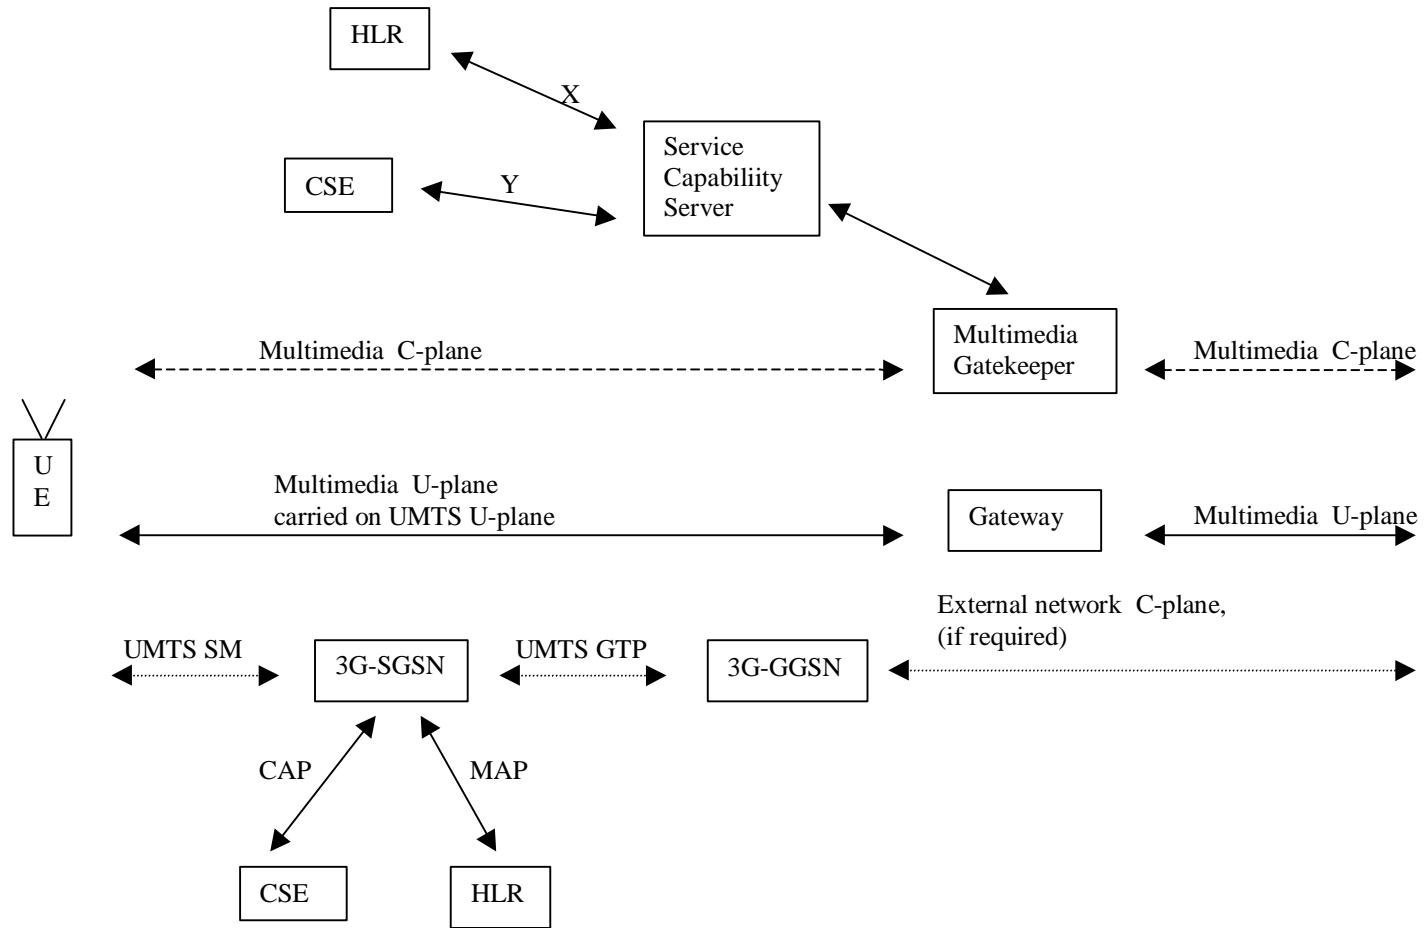 HLR
X
Service
Capabiliity
Server
CSE
Y
Multimedia C-plane
Multimedia
Gatekeeper
Multimedia C-plane
U
E
Multimedia U-plane
carried on UMTS U-plane
Gateway
Multimedia U-plane
External network C-plane,
(if required)
UMTS SM
3G-SGSN
UMTS GTP
3G-GGSN
CAP
MAP
CSE
HLR